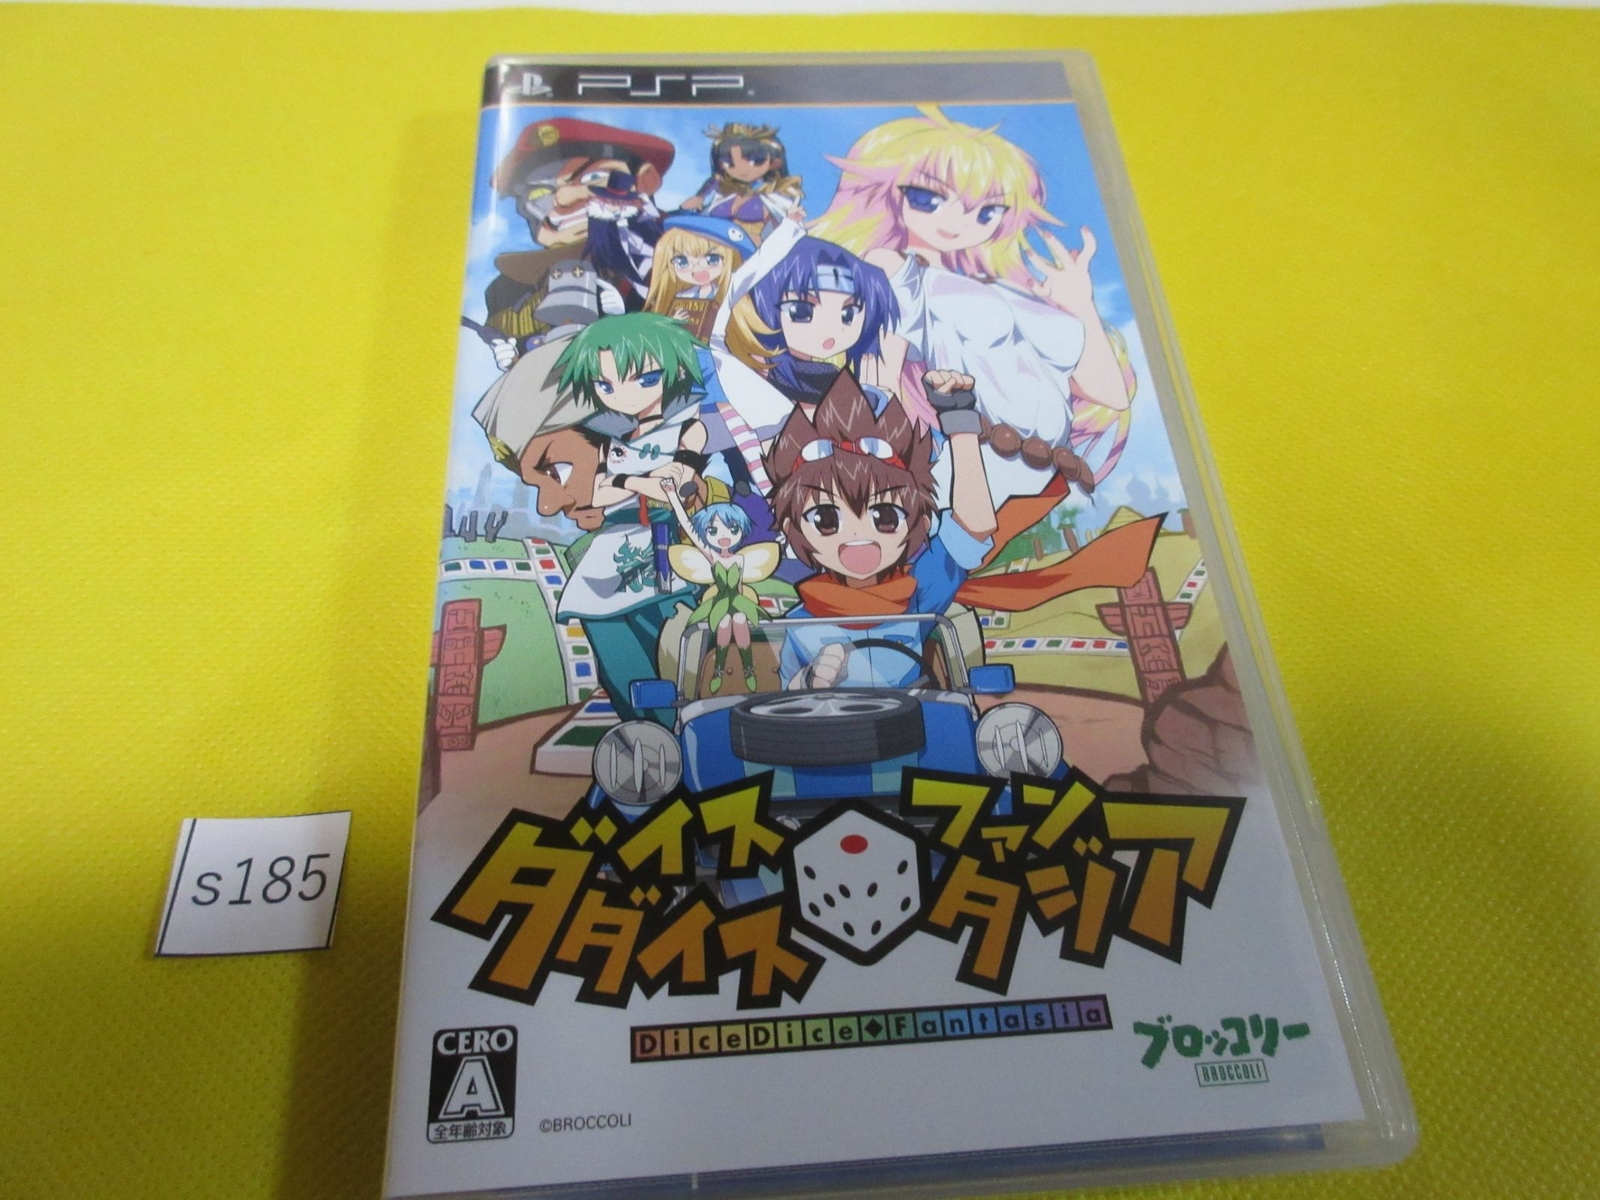 PSP
ダイス ファン
ダイス タジア
DiceDice◆Fantasia
ブロッコリー
BROCCOLI
CERO
A
全年齢対象
©BROCCOLI
s185